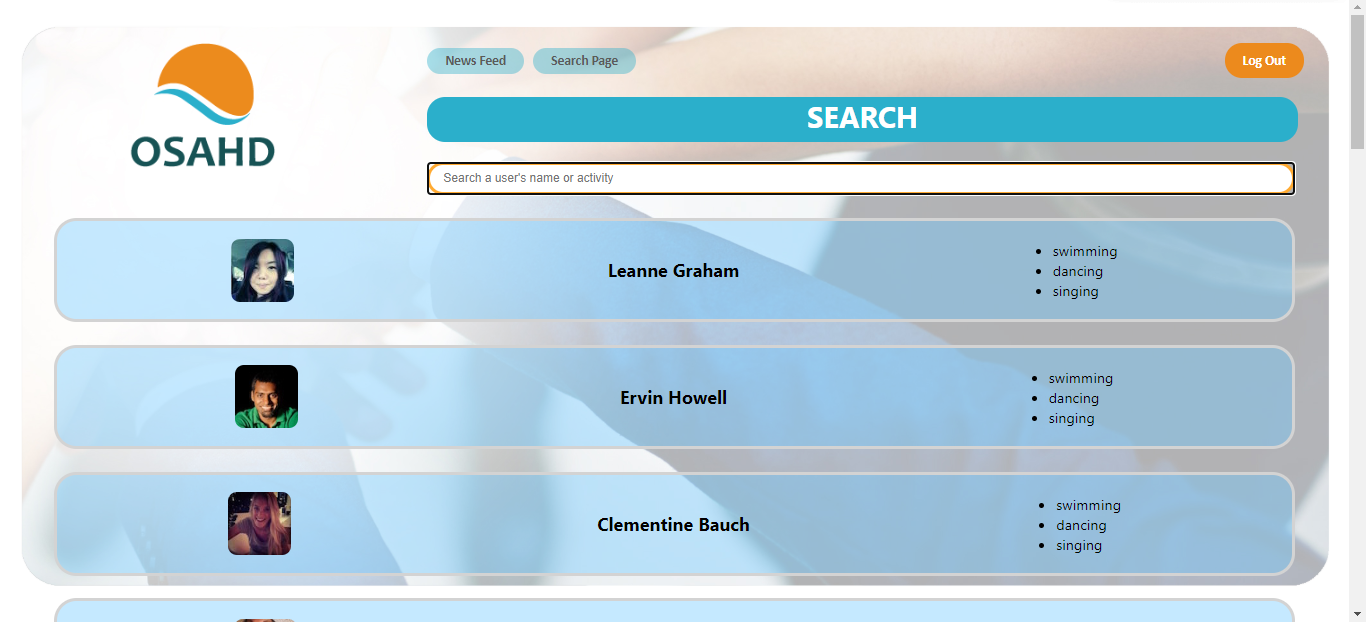 News Feed
Search Page
Log Out
OSAHD
SEARCH
Search a user's name or activity
Leanne Graham
swimming
dancing
singing
Ervin Howell
swimming
dancing
singing
Clementine Bauch
swimming
dancing
singing